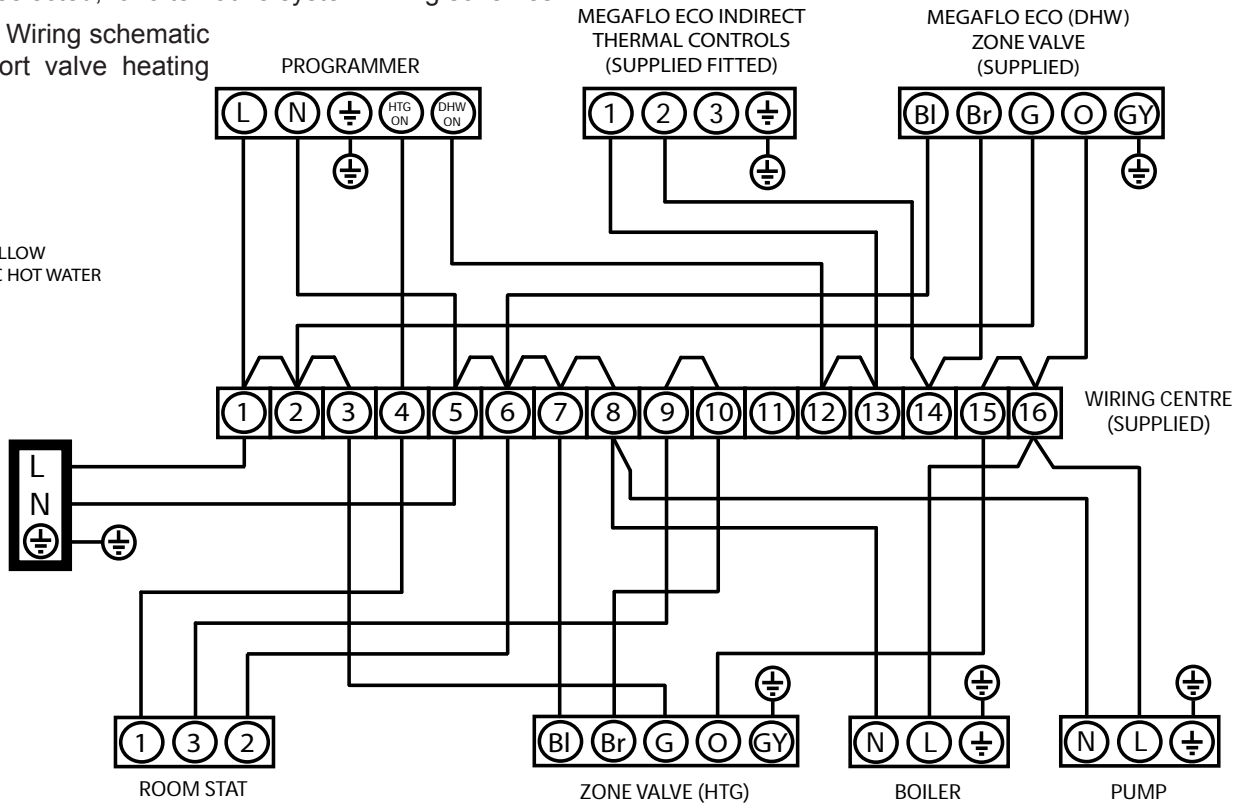 Wiring schematic
ort valve heating
LLOW
C HOT WATER
PROGRAMMER
L N HTG ON DHW ON
MEGAFLO ECO INDIRECT
THERMAL CONTROLS
(SUPPLIED FITTED)
1 2 3
MEGAFLO ECO (DHW)
ZONE VALVE
(SUPPLIED)
Bl Br G O GY
1 2 3 4 5 6 7 8 9 10 11 12 13 14 15 16
WIRING CENTRE
(SUPPLIED)
L
N
1 3 2
ROOM STAT
Bl Br G O GY
ZONE VALVE (HTG)
N L
BOILER
N L
PUMP